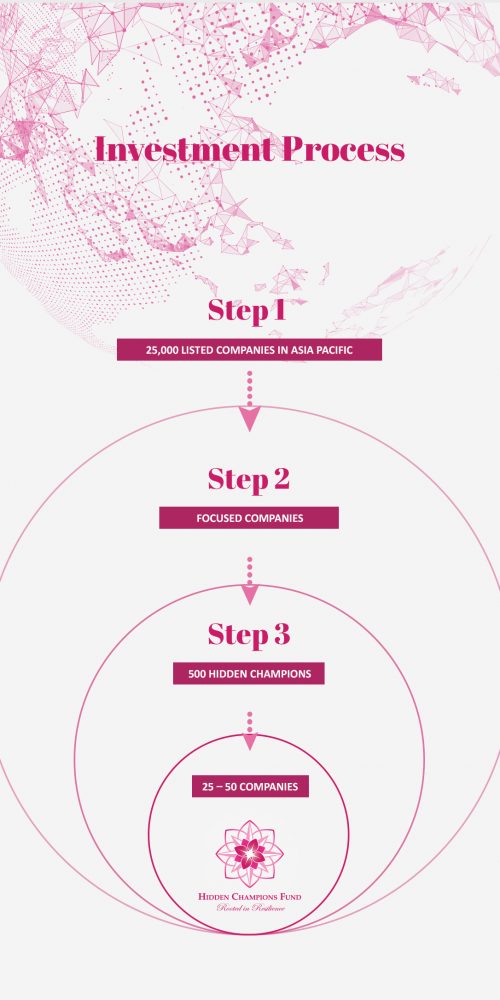 Investment Process
Step 1
25,000 LISTED COMPANIES IN ASIA PACIFIC
Step 2
FOCUSED COMPANIES
Step 3
500 HIDDEN CHAMPIONS
25 – 50 COMPANIES
HIDDEN CHAMPIONS FUND
Rooted in Resilience